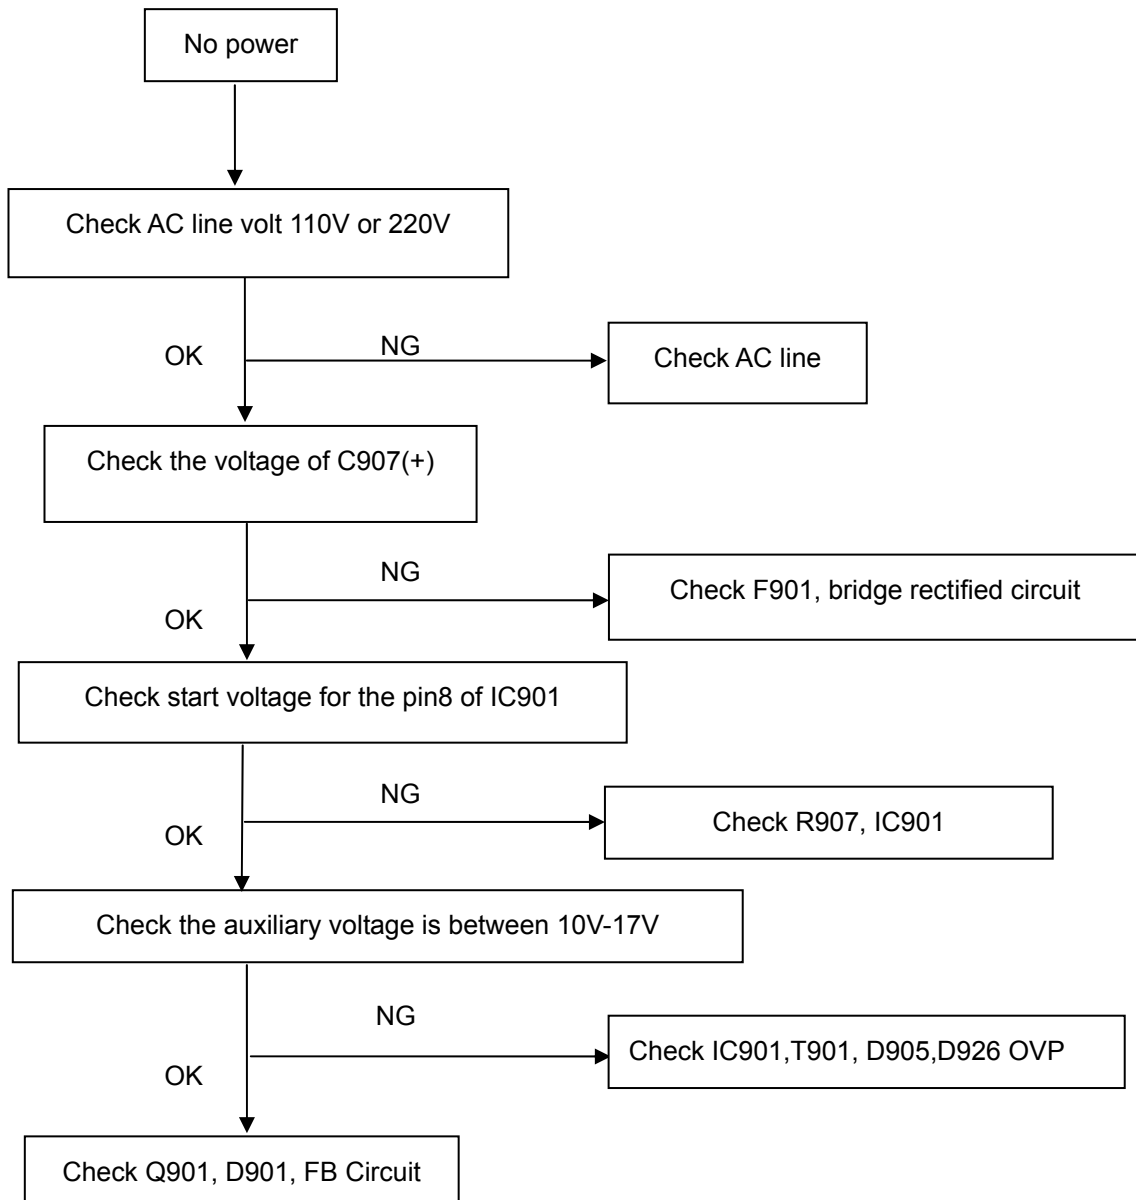 No power
Check AC line volt 110V or 220V
OK
NG
Check AC line
Check the voltage of C907(+)
NG
Check F901, bridge rectified circuit
OK
Check start voltage for the pin8 of IC901
NG
Check R907, IC901
OK
Check the auxiliary voltage is between 10V-17V
NG
Check IC901,T901, D905,D926 OVP
OK
Check Q901, D901, FB Circuit